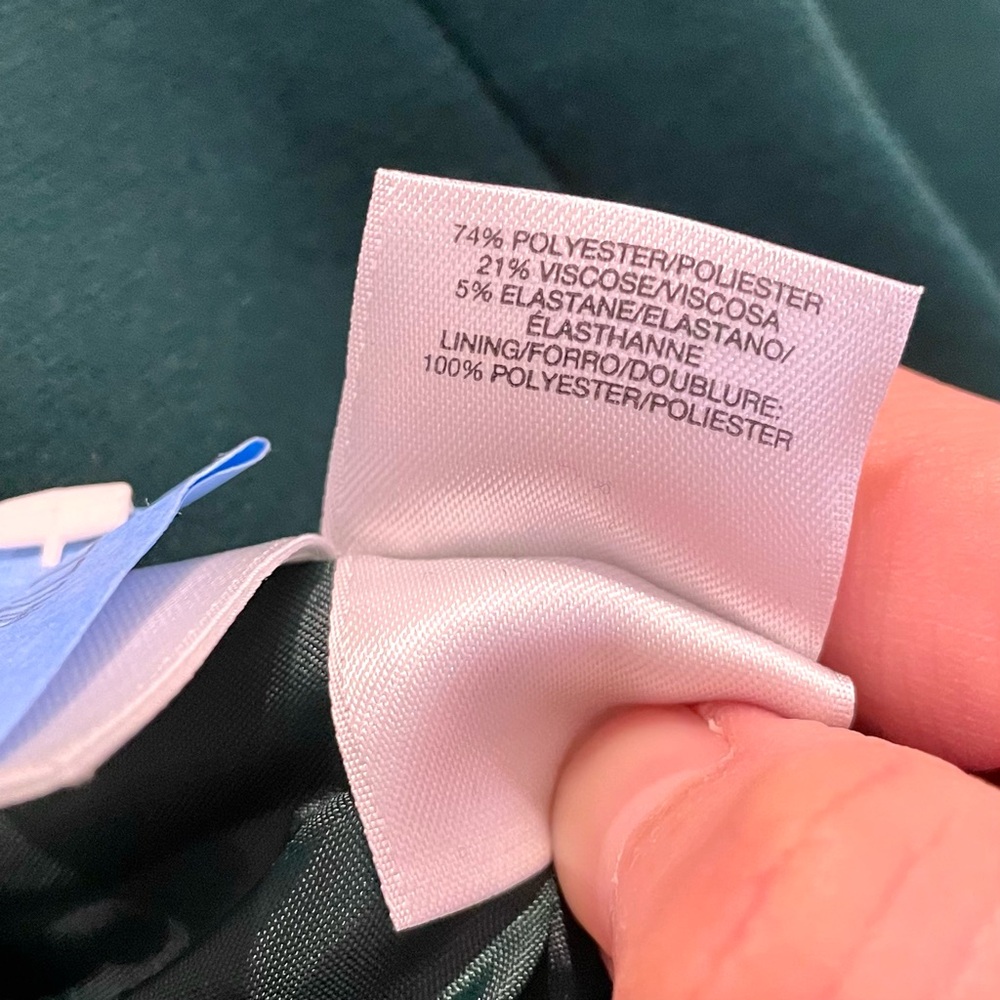 74% POLYESTER/POLIESTER
21% VISCOSE/VISCOSA
5% ELASTANE/ELASTANO/
ÉLASTHANNE
LINING/FORRO/DOUBLURE:
100% POLYESTER/POLIESTER